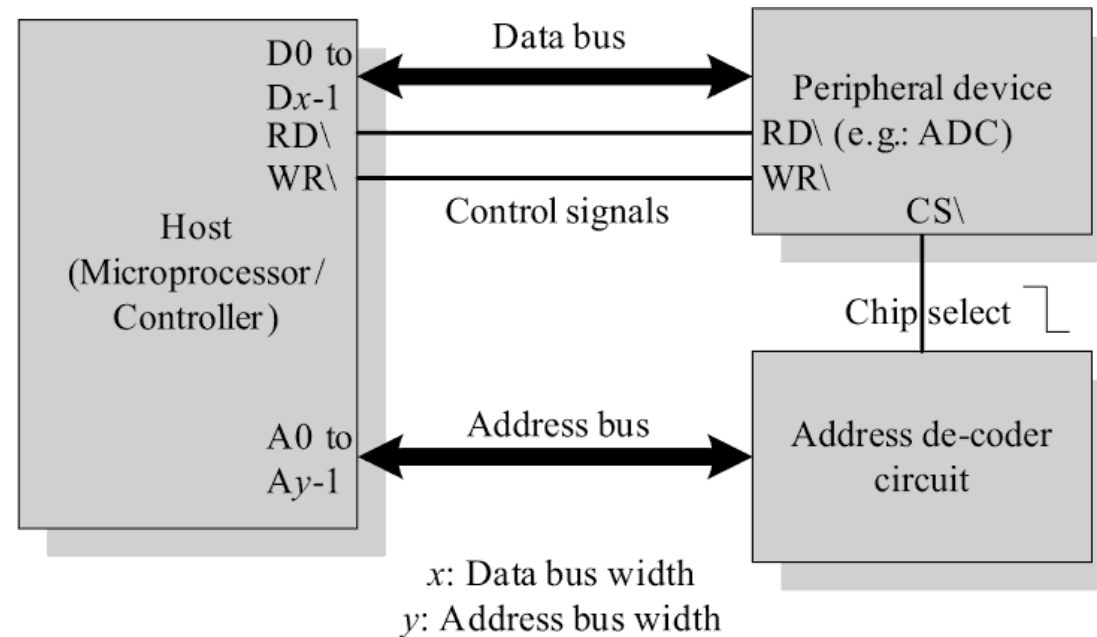 D0 to
Dx-1
RD\
WR\
Host
(Microprocessor/
Controller)
A0 to
Ay-1
Data bus
Control signals
Peripheral device
RD\ (e.g.: ADC)
WR\
CS\
Chip select
Address bus
Address de-coder
circuit
x: Data bus width
y: Address bus width